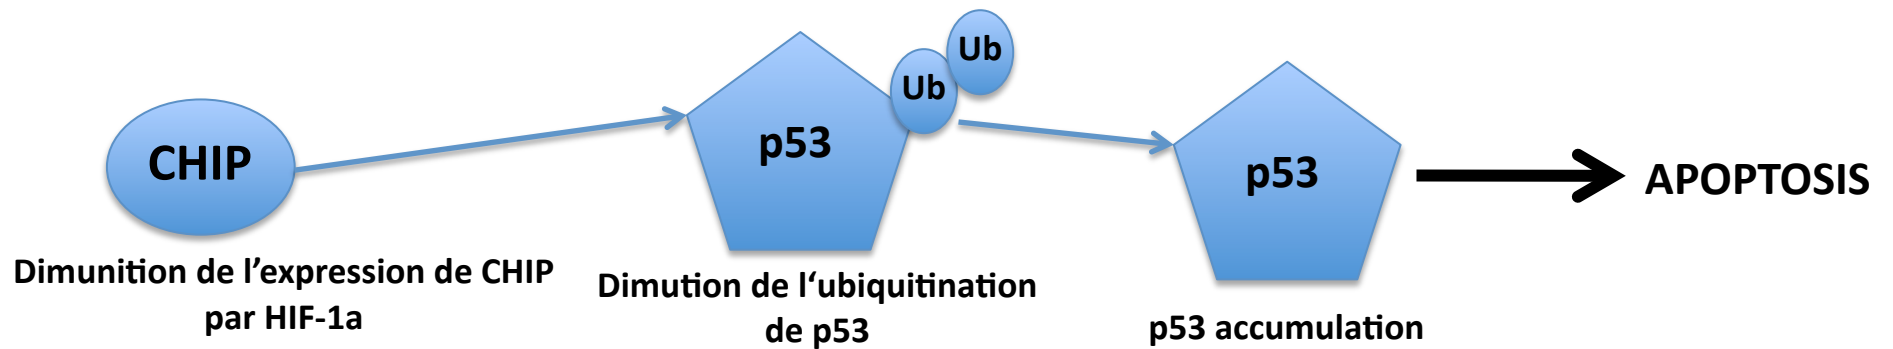 CHIP
Dimunition de l'expression de CHIP
par HIF-1a
p53
Ub
Ub
Dimution de l‘ubiquitination
de p53
p53
p53 accumulation
APOPTOSIS